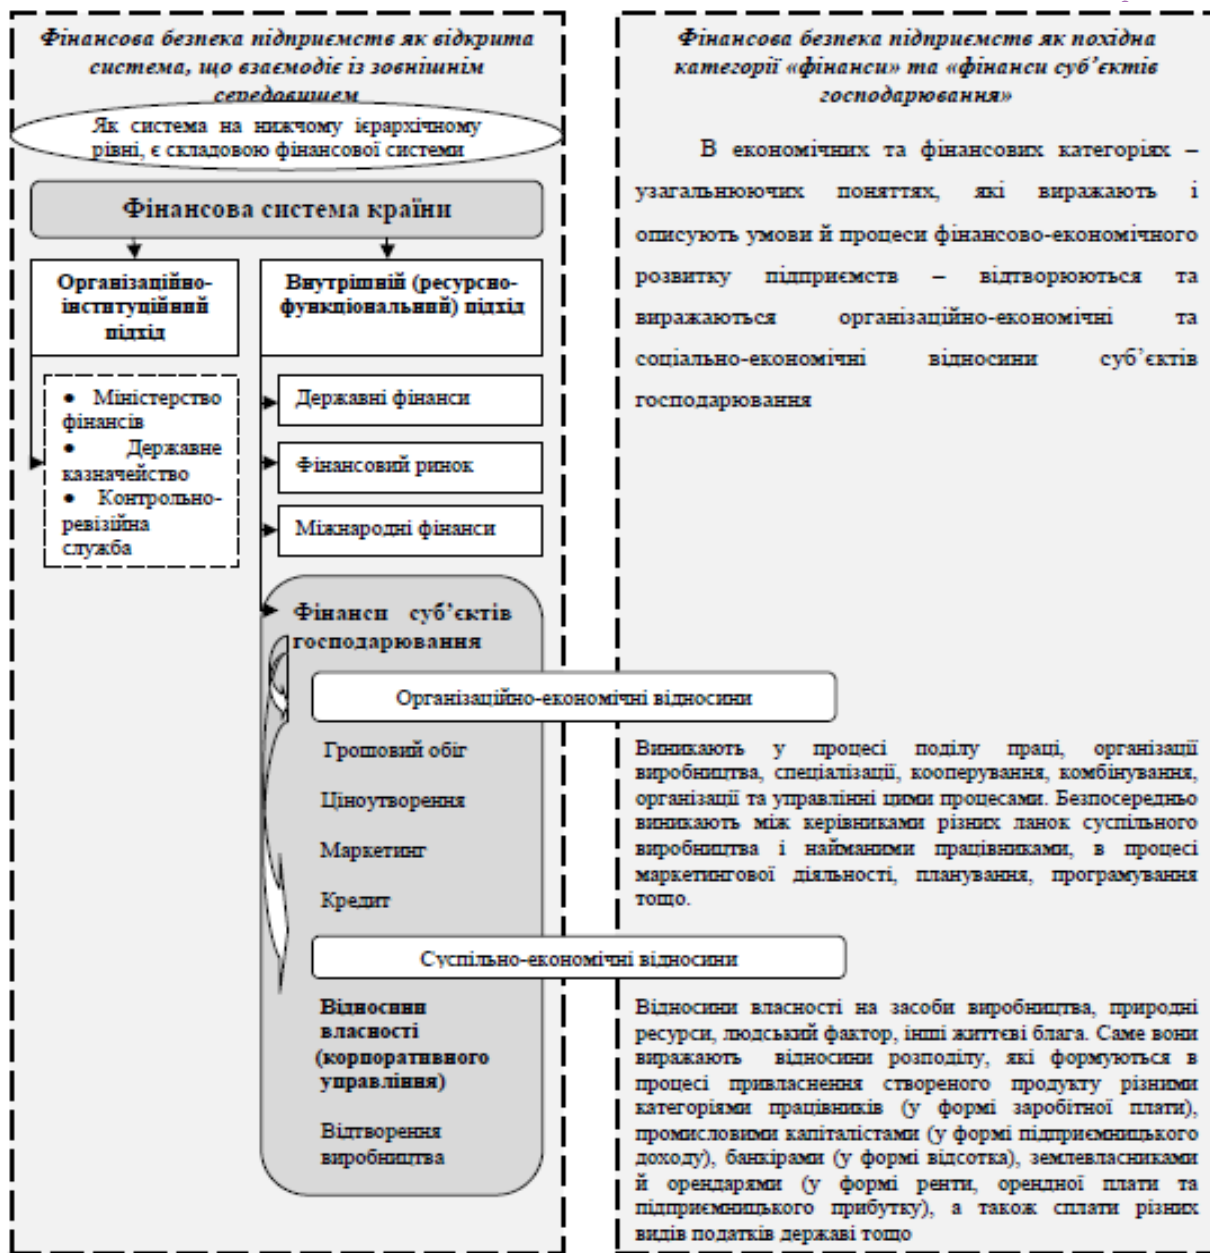 Фінансова безпека підприємств як відкрита
система, що взаємодіє із зовнішнім
середовищем
Як система на нижчому ієрархічному
рівні, є складовою фінансової системи
Фінансова система країни
Організаційно-
інституційний
підхід
Внутрішній (ресурсно-
функціональний) підхід
● Міністерство
фінансів
● Державне
казначейство
● Контрольно-
ревізійна
служба
Державні фінанси
Фінансовий ринок
Міжнародні фінанси
Фінанси суб’єктів
господарювання
Організаційно-економічні відносини
Грошовий обіг
Ціноутворення
Маркетинг
Кредит
Суспільно-економічні відносини
Відносини
власності
(корпоративного
управління)
Відтворення
виробництва
Фінансова безпека підприємств як похідна
категорії «фінанси» та «фінанси суб’єктів
господарювання»
В економічних та фінансових категоріях –
узагальнюючих поняттях, які виражають і
описують умови й процеси фінансово-економічного
розвитку підприємств – відтворюються та
виражаються організаційно-економічні та
соціально-економічні відносини суб’єктів
господарювання
Виникають у процесі поділу праці, організації
виробництва, спеціалізації, кооперування, комбінування,
організації та управлінні цими процесами. Безпосередньо
виникають між керівниками різних ланок суспільного
виробництва і найманими працівниками, в процесі
маркетингової діяльності, планування, програмування
тощо.
Відносини власності на засоби виробництва, природні
ресурси, людський фактор, інші життєві блага. Саме вони
виражають відносини розподілу, які формуються в
процесі привласнення створеного продукту різними
категоріями працівників (у формі заробітної плати),
промисловими капіталістами (у формі підприємницького
доходу), банкірами (у формі відсотка), землевласниками
й орендарями (у формі ренти, орендної плати та
підприємницького прибутку), а також сплати різних
видів податків державі тощо